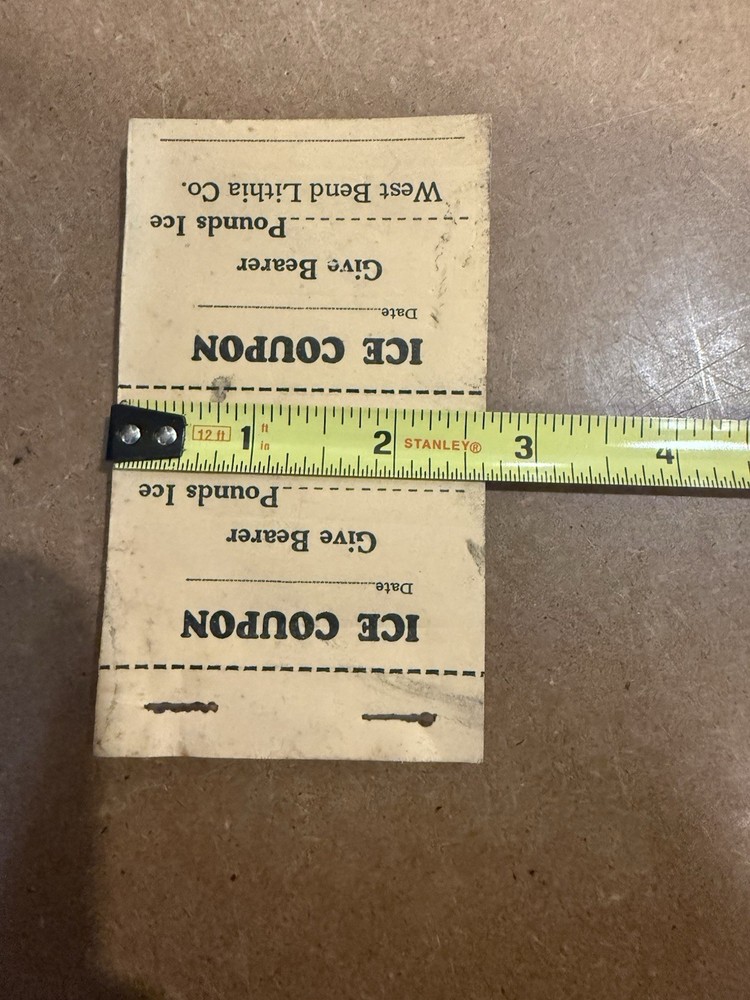 ICE COUPON
Date
Give Bearer
Pounds Ice
12 ft 1 ft in 2 STANLEY® 3 4
ICE COUPON
Date
Give Bearer
Pounds Ice
West Bend Lithia Co.